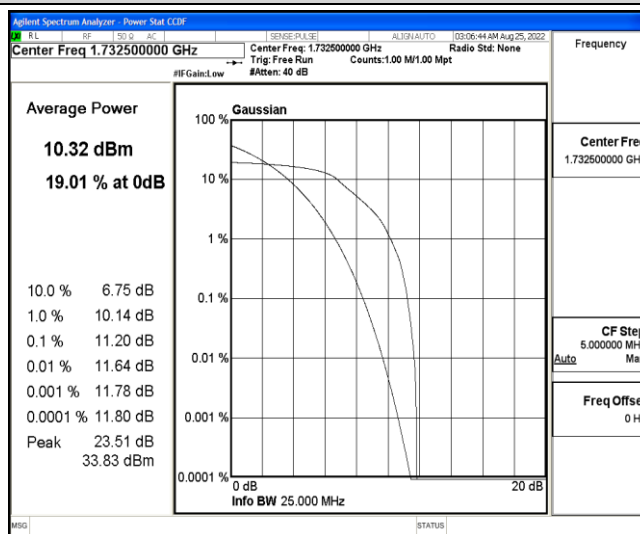 Agilent Spectrum Analyzer - Power Stat CCDF
RL RF 50 Ω AC SENSE:PULSE ALIGNAUTO 03:06:44 AM Aug 25, 2022
Center Freq 1.732500000 GHz
Center Freq: 1.732500000 GHz Radio Std: None
Trig: Free Run Counts:1.00 M/1.00 Mpt
#IFGain:Low #Atten: 40 dB
Frequency
Average Power
10.32 dBm
19.01 % at 0dB
10.0 % 6.75 dB
1.0 % 10.14 dB
0.1 % 11.20 dB
0.01 % 11.64 dB
0.001 % 11.78 dB
0.0001 % 11.80 dB
Peak 23.51 dB
33.83 dBm
Gaussian
100 %
10 %
1 %
0.1 %
0.01 %
0.001 %
0.0001 %
0 dB 20 dB
Info BW 25.000 MHz
Center Fre
1.732500000 GH
CF Step
5.000000 MH
Auto Ma
Freq Offse
0 H
MSG STATUS